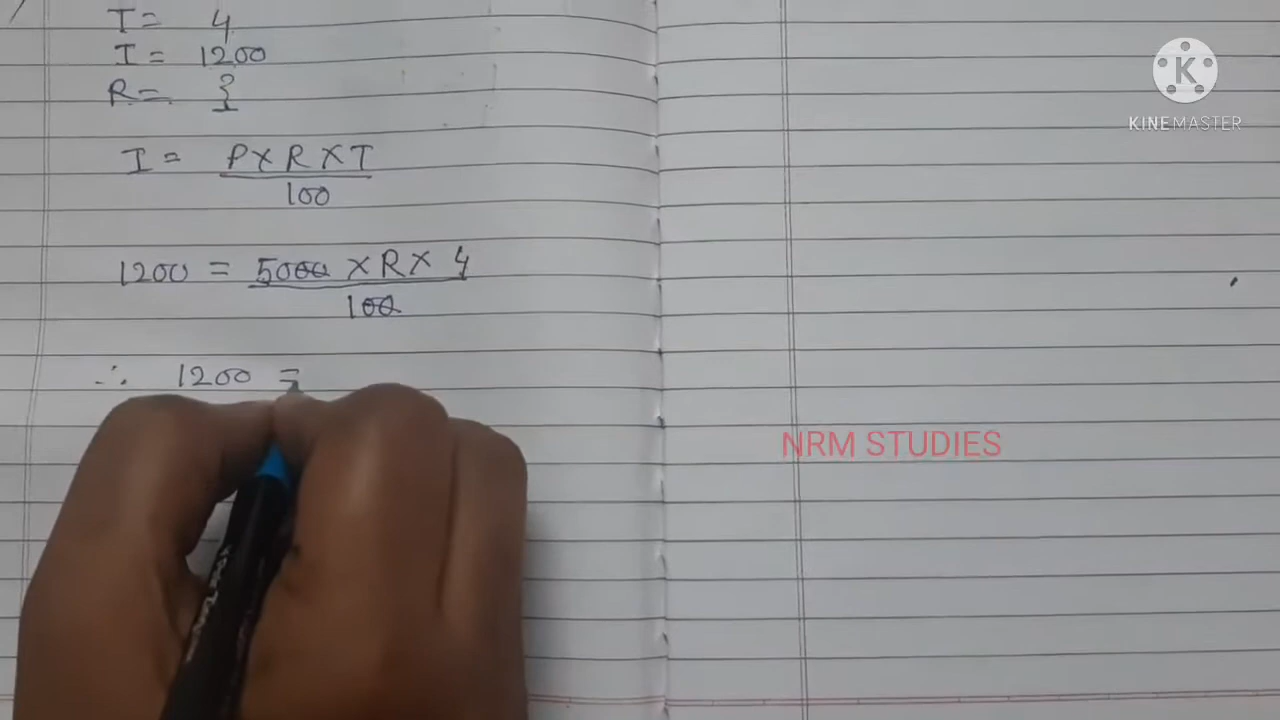 T = 4
I = 1200
R = ?
I = P × R × T
100
1200 = 5000 × R × 4
100
∴ 1200 =
KINEMASTER
NRM STUDIES